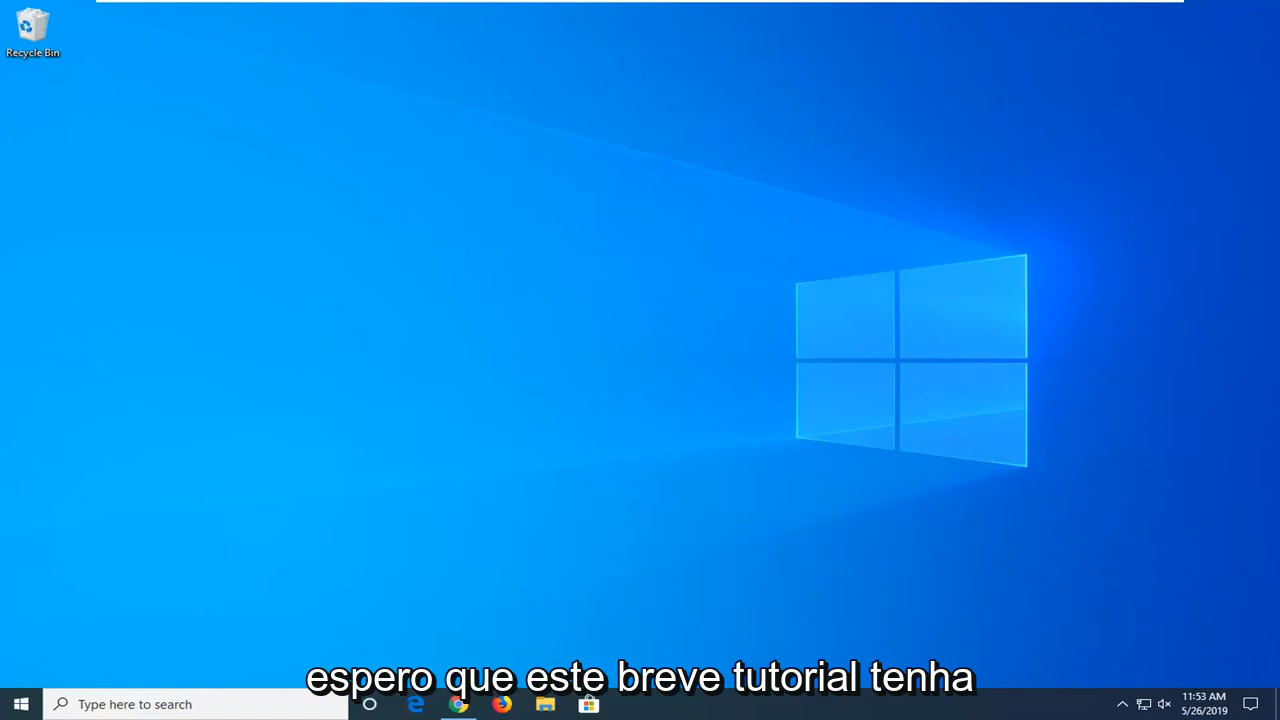 Recycle Bin
espero que este breve tutorial tenha
Type here to search
11:53 AM
5/26/2019